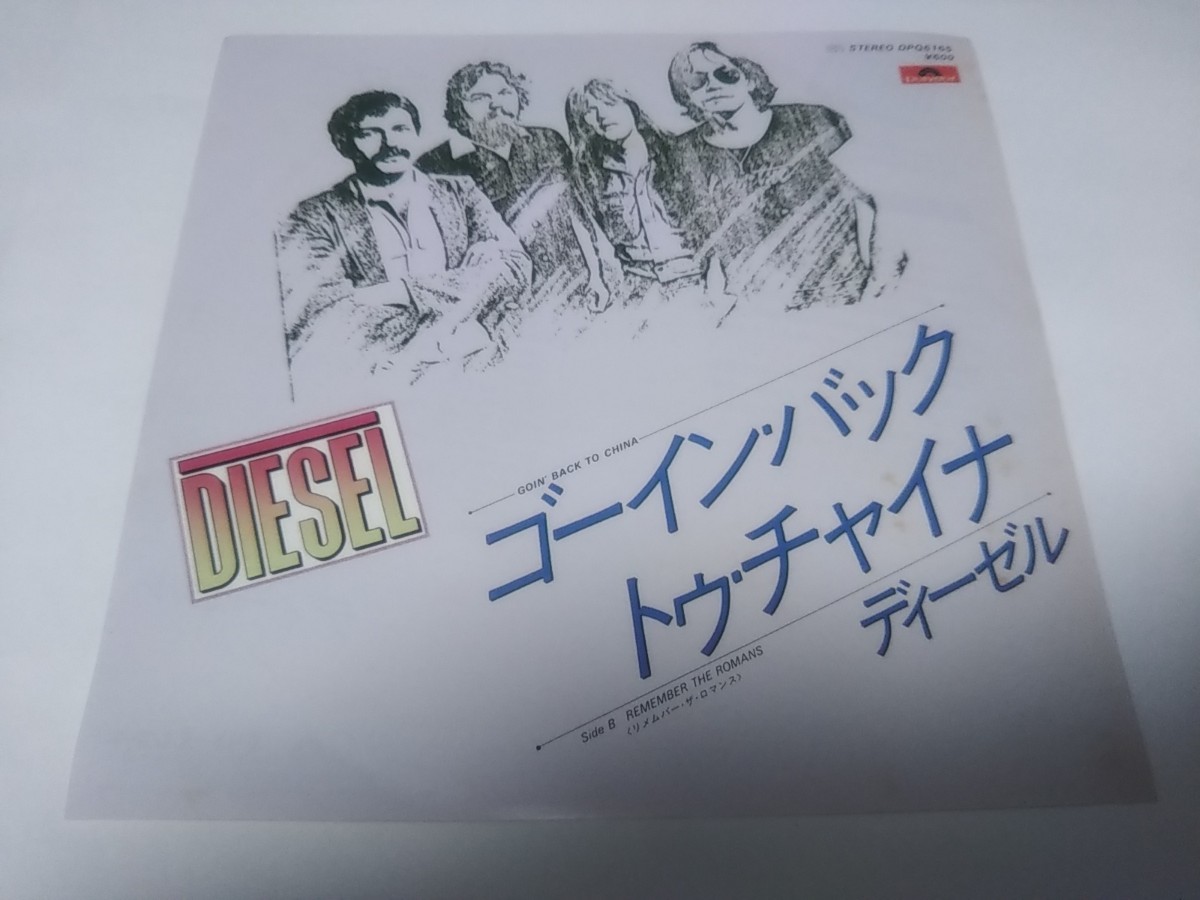 STEREO DPQ6165
¥600
Polydor
DIESEL
GOIN' BACK TO CHINA
ゴーイン・バック
トゥ・チャイナ
ディーゼル
Side B REMEMBER THE ROMANS
(リメムバー・ザ・ロマンス)